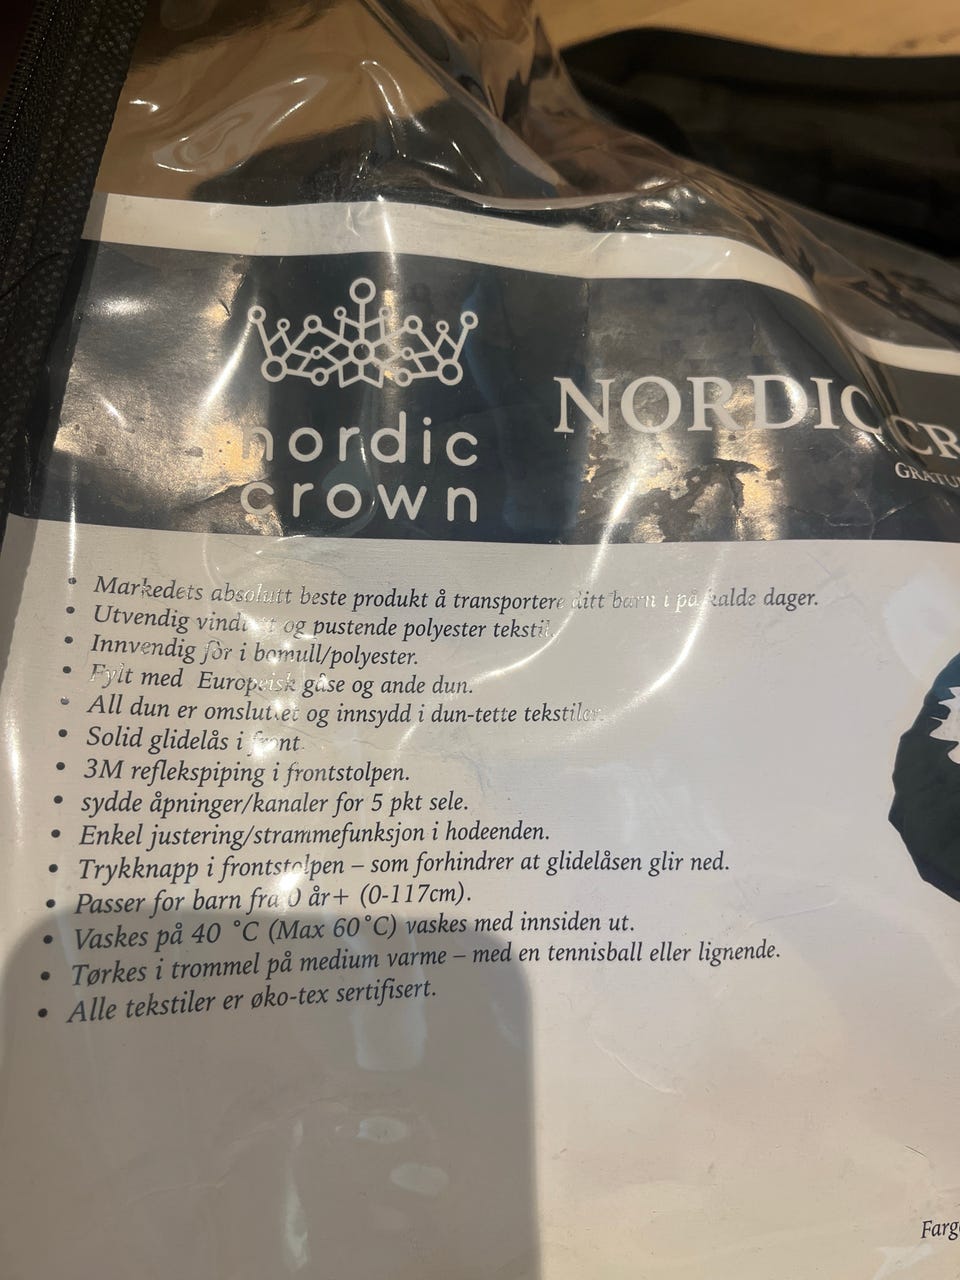 nordic
crown
NORDIC CR
GRATU
• Markedets absolutt beste produkt å transportere ditt barn i på kalde dager.
• Utvendig og pustende polyester tekstil.
• Innvendig fôr i bomull/polyester.
• Fylt med Europeisk gåse og ande dun.
• All dun er omsluttet og innsydd i dun-tette tekstiler.
• Solid glidelås i front.
• 3M reflekspiping i frontstolpen.
• sydde åpninger/kanaler for 5 pkt sele.
• Enkel justering/strammefunksjon i hodeenden.
• Trykknapp i frontstolpen – som forhindrer at glidelåsen glir ned.
• Passer for barn fra 0 år+ (0-117cm).
• Vaskes på 40 °C (Max 60°C) vaskes med innsiden ut.
• Tørkes i trommel på medium varme – med en tennisball eller lignende.
• Alle tekstiler er øko-tex sertifisert.
Farg